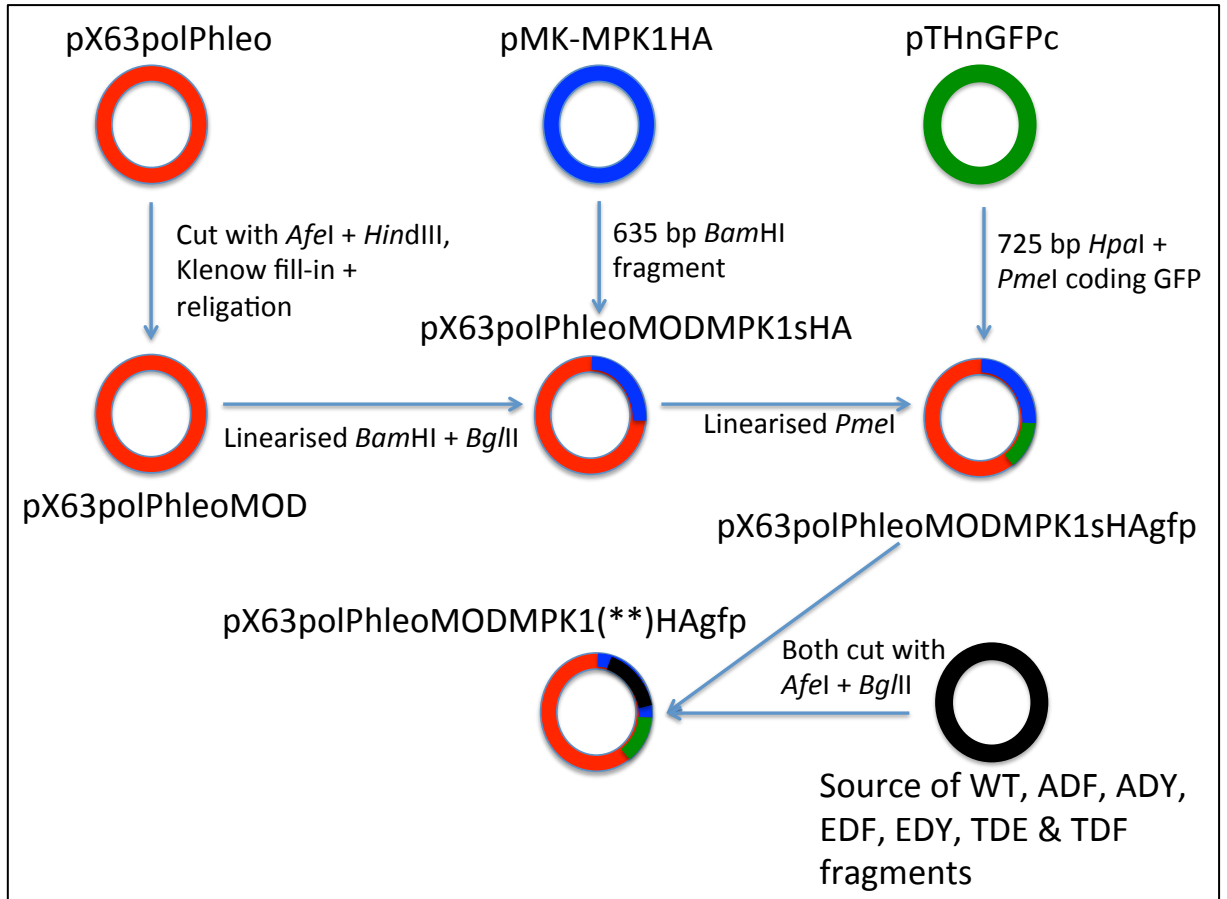 pX63polPhleo
pMK-MPK1HA
pTHnGFPc
Cut with AfeI + HindIII,
Klenow fill-in +
religation
635 bp BamHI
fragment
725 bp HpaI +
PmeI coding GFP
pX63polPhleoMODMPK1sHA
Linearised BamHI + BglII
Linearised PmeI
pX63polPhleoMOD
pX63polPhleoMODMPK1sHAgfp
pX63polPhleoMODMPK1(**)HAgfp
Both cut with
AfeI + BglII
Source of WT, ADF, ADY,
EDF, EDY, TDE & TDF
fragments